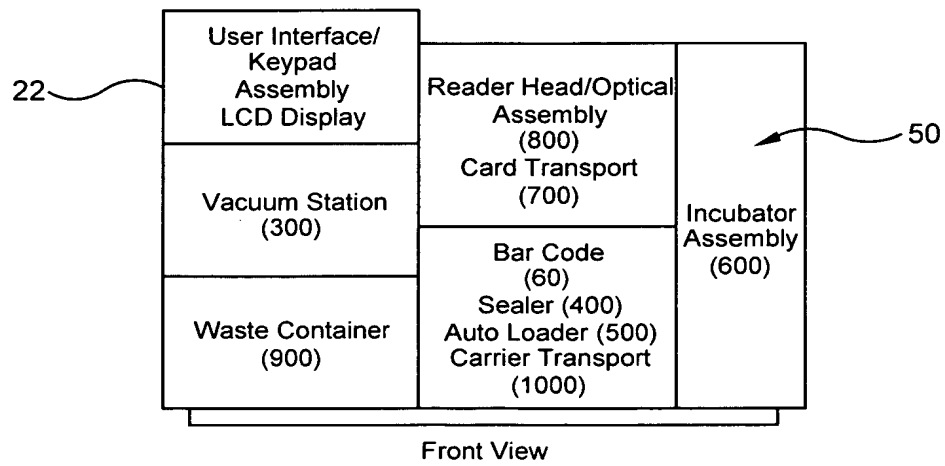 22
User Interface/
Keypad
Assembly
LCD Display
Vacuum Station
(300)
Waste Container
(900)
Reader Head/Optical
Assembly
(800)
Card Transport
(700)
Bar Code
(60)
Sealer (400)
Auto Loader (500)
Carrier Transport
(1000)
Incubator
Assembly
(600)
50
Front View